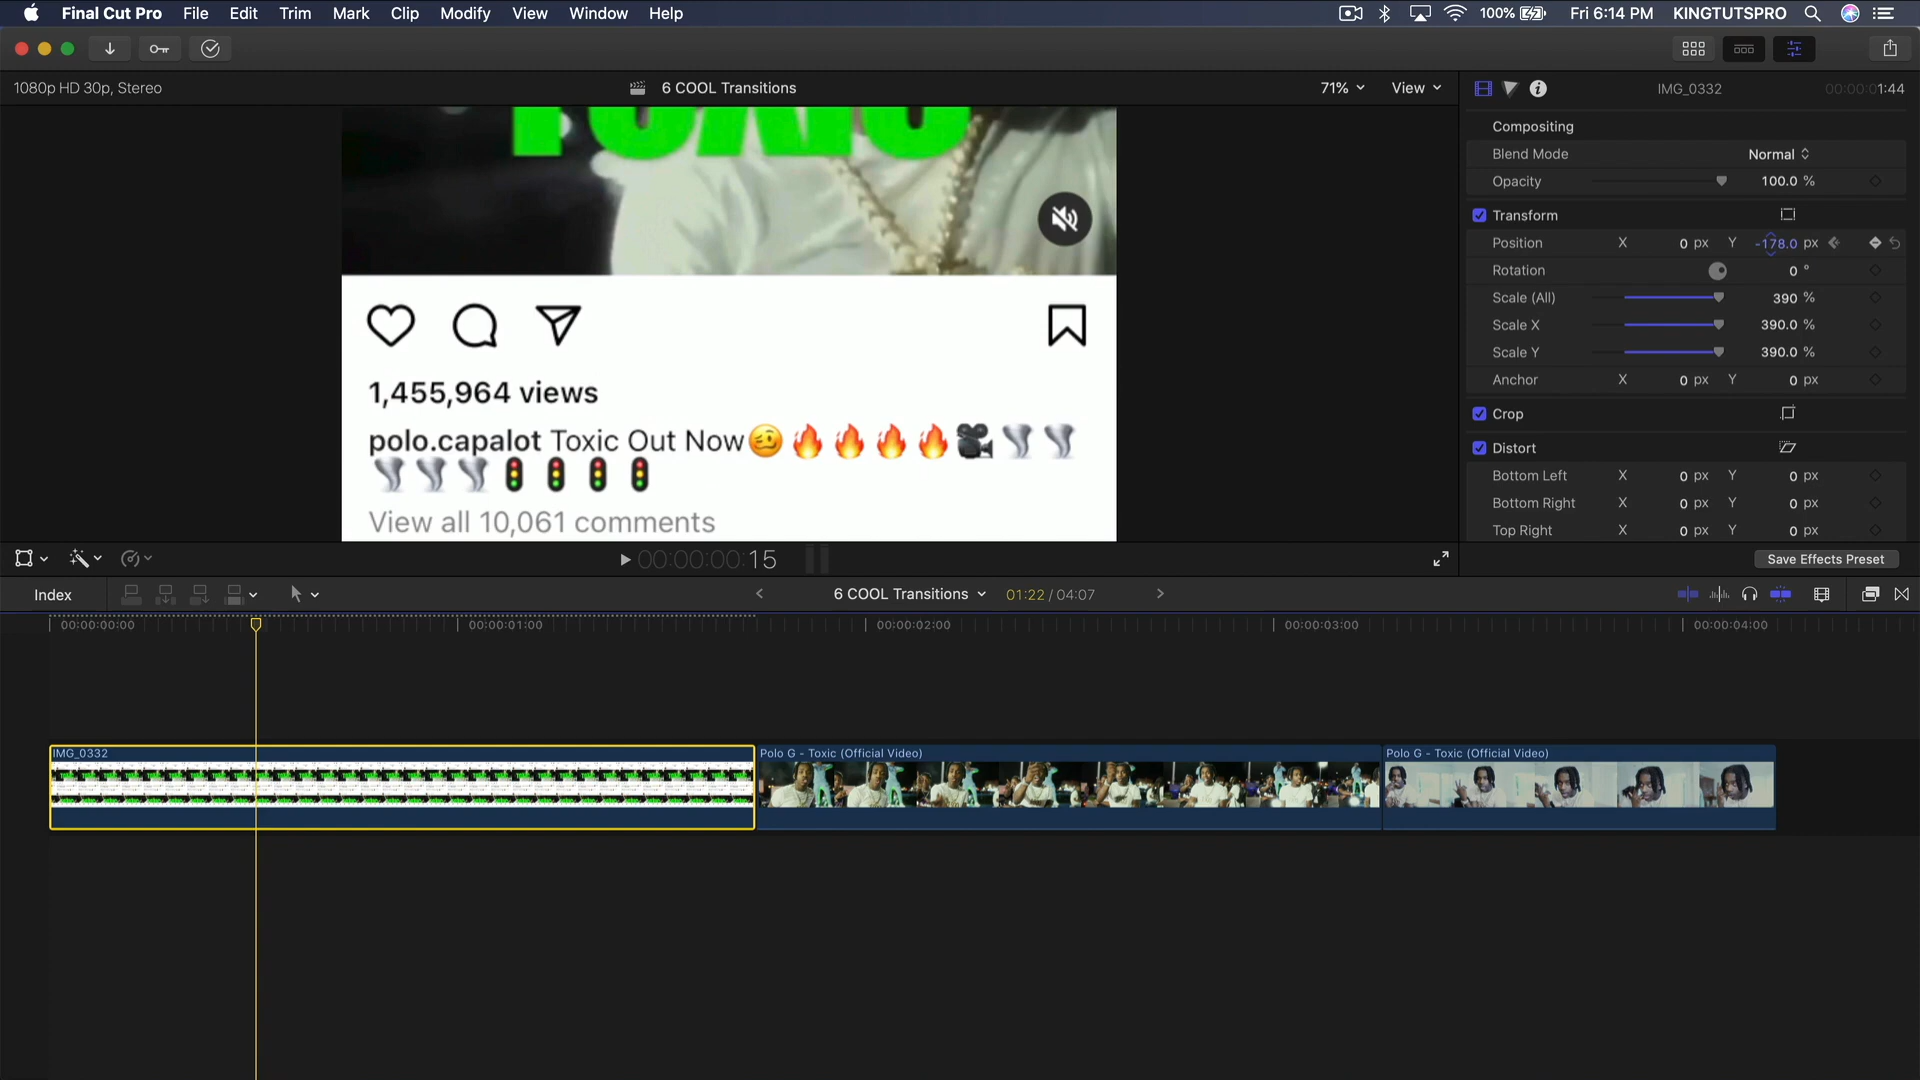 Final Cut Pro File Edit Trim Mark Clip Modify View Window Help 100% Fri 6:14 PM KINGTUTSPRO
1080p HD 30p, Stereo 6 COOL Transitions 71% View IMG_0332 00:00:01:44
TOXIC
1,455,964 views
polo.capalot Toxic Out Now🥴🔥🔥🔥🔥🎥🌪🌪
🌪🌪🌪🚦🚦🚦🚦
View all 10,061 comments
Compositing
Blend Mode Normal
Opacity 100.0 %
Transform
Position X 0 px Y -178.0 px
Rotation 0 °
Scale (All) 390 %
Scale X 390.0 %
Scale Y 390.0 %
Anchor X 0 px Y 0 px
Crop
Distort
Bottom Left X 0 px Y 0 px
Bottom Right X 0 px Y 0 px
Top Right X 0 px Y 0 px
00:00:00:15 Save Effects Preset
Index 6 COOL Transitions 01:22 / 04:07
00:00:00:00 00:00:01:00 00:00:02:00 00:00:03:00 00:00:04:00
IMG_0332 Polo G - Toxic (Official Video) Polo G - Toxic (Official Video)